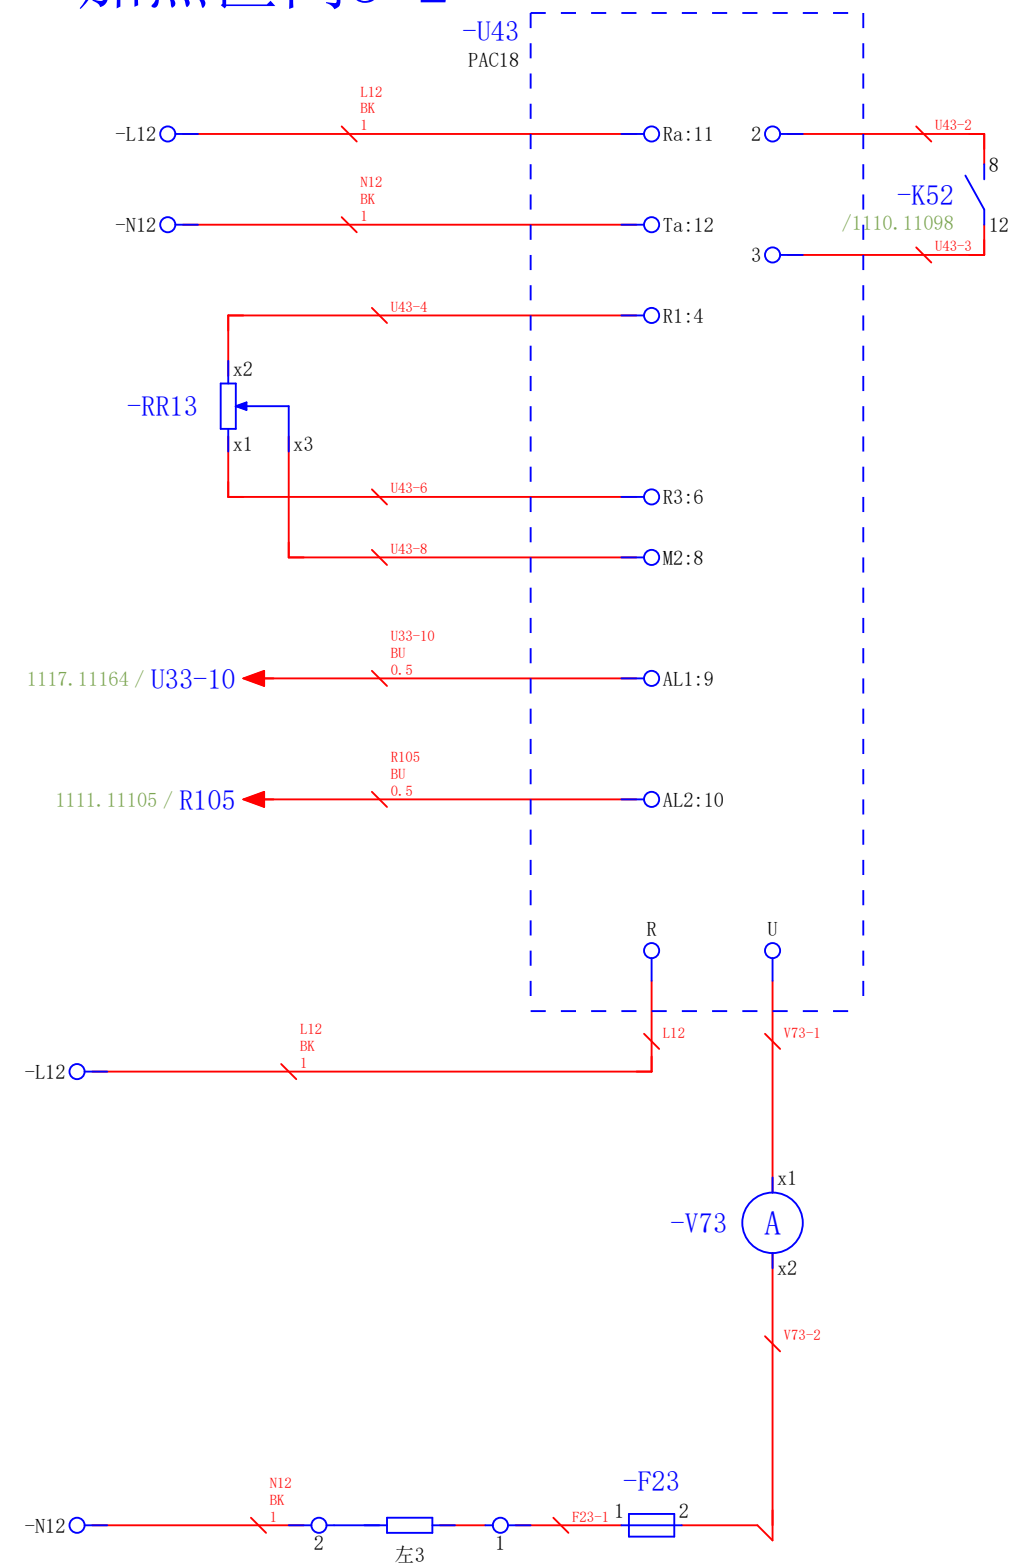 -U43
PAC18
L12
BK
1
-L12
Ra:11
2
U43-2
8
N12
BK
1
-K52
/1110.11098
-N12
Ta:12
12
3
U43-3
U43-4
R1:4
x2
-RR13
x1
x3
U43-6
R3:6
U43-8
M2:8
U33-10
BU
0.5
1117.11164 / U33-10
AL1:9
R105
BU
0.5
1111.11105 / R105
AL2:10
R
U
L12
BK
1
L12
V73-1
-L12
x1
-V73
A
x2
V73-2
-F23
N12
BK
1
F23-1
1
2
-N12
2
左3
1